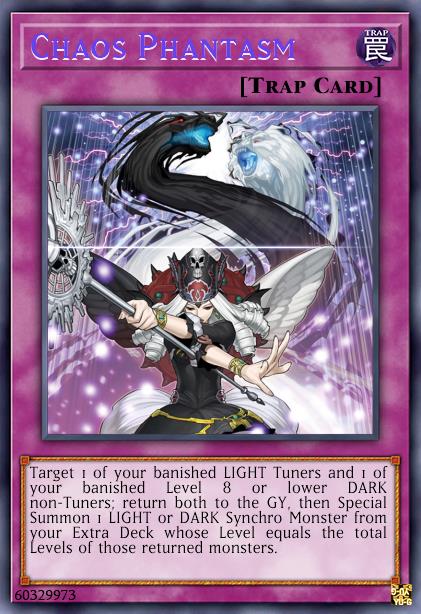 Chaos Phantasm
TRAP
罠
[Trap Card]
Target 1 of your banished LIGHT Tuners and 1 of
your banished Level 8 or lower DARK
non-Tuners; return both to the GY, then Special
Summon 1 LIGHT or DARK Synchro Monster from
your Extra Deck whose Level equals the total
Levels of those returned monsters.
60329973